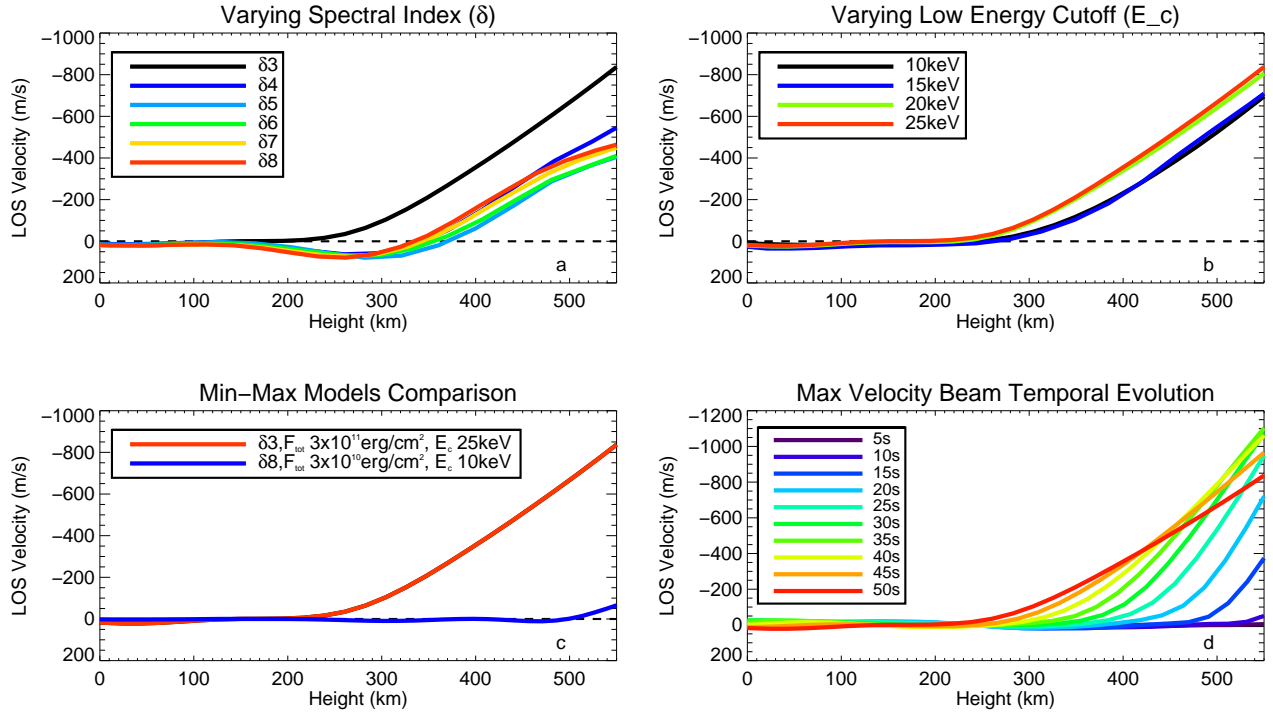 Varying Spectral Index (δ)
-1000
-800
-600
-400
-200
0
200
LOS Velocity (m/s)
δ3
δ4
δ5
δ6
δ7
δ8
a
0 100 200 300 400 500
Height (km)
Varying Low Energy Cutoff (E_c)
-1000
-800
-600
-400
-200
0
200
LOS Velocity (m/s)
10keV
15keV
20keV
25keV
b
0 100 200 300 400 500
Height (km)
Min-Max Models Comparison
-1000
-800
-600
-400
-200
0
200
LOS Velocity (m/s)
δ3,F_tot 3x10^11erg/cm^2, E_c 25keV
δ8,F_tot 3x10^10erg/cm^2, E_c 10keV
c
0 100 200 300 400 500
Height (km)
Max Velocity Beam Temporal Evolution
-1200
-1000
-800
-600
-400
-200
0
200
LOS Velocity (m/s)
5s
10s
15s
20s
25s
30s
35s
40s
45s
50s
d
0 100 200 300 400 500
Height (km)